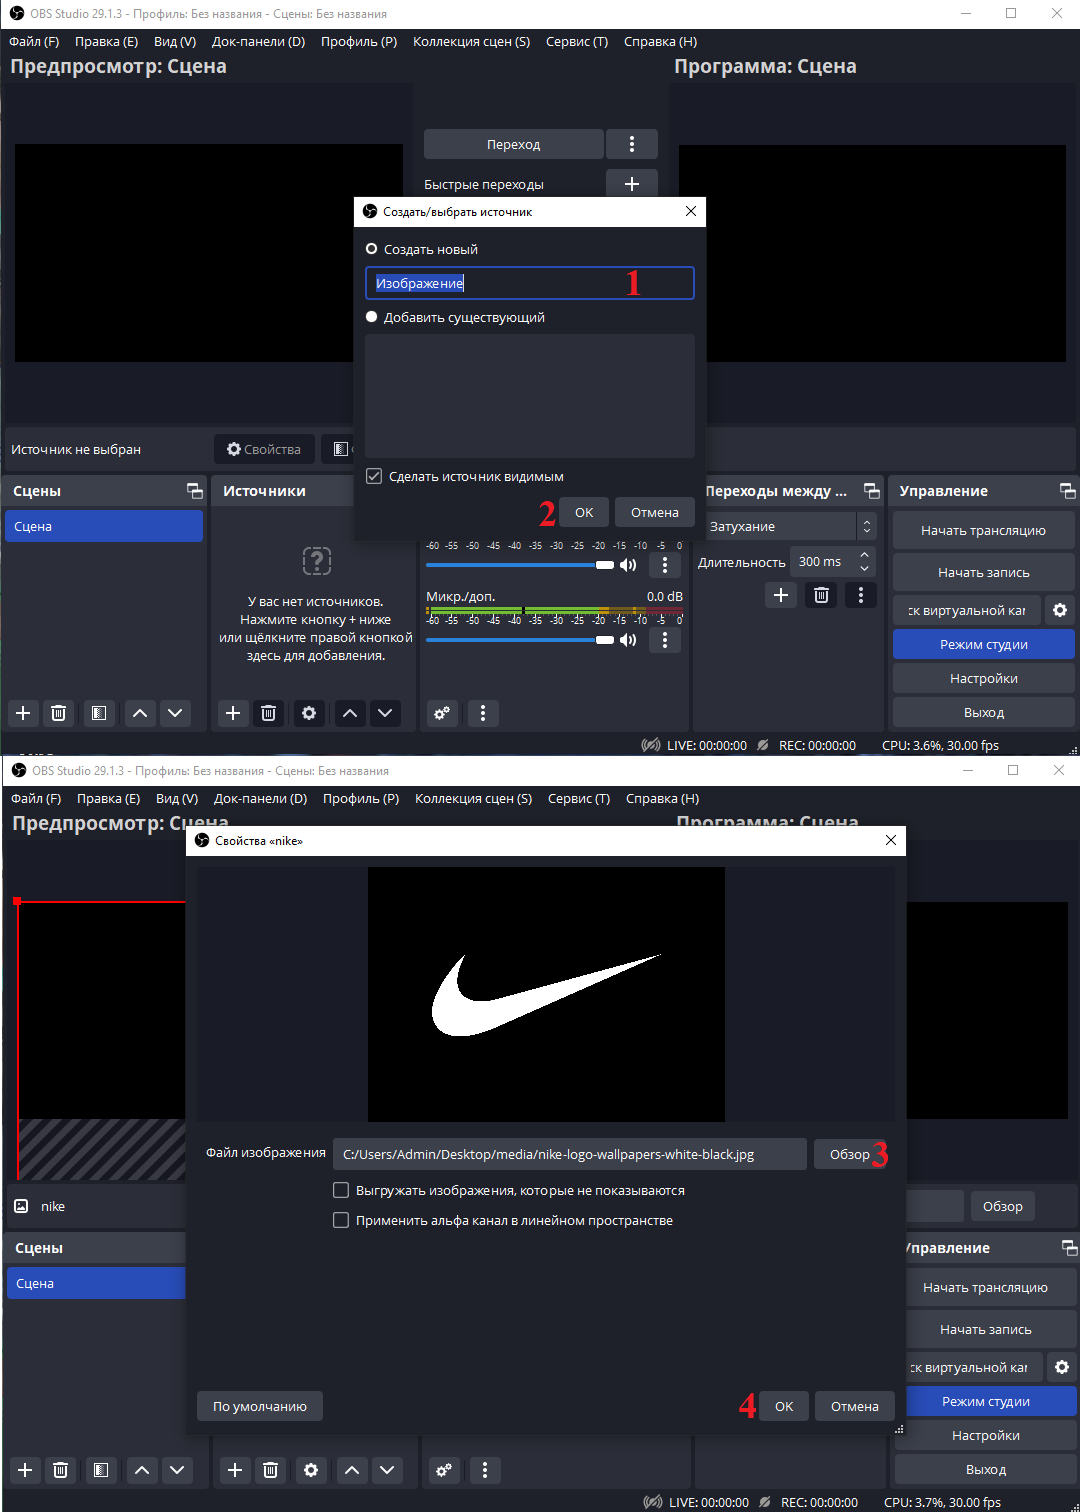 OBS Studio 29.1.3 - Профиль: Без названия - Сцены: Без названия
Файл (F) Правка (E) Вид (V) Док-панели (D) Профиль (P) Коллекция сцен (S) Сервис (T) Справка (H)
Предпросмотр: Сцена
Программа: Сцена
Переход
Быстрые переходы
Создать/выбрать источник
Создать новый
Изображение 1
Добавить существующий
Сделать источник видимым
2 OK Отмена
Источник не выбран
Свойства
Сцены
Источники
Переходы между ...
Управление
Сцена
У вас нет источников.
Нажмите кнопку + ниже
или щёлкните правой кнопкой
здесь для добавления.
-60 -55 -50 -45 -40 -35 -30 -25 -20 -15 -10 -5 0
Микр./доп. 0.0 dB
-60 -55 -50 -45 -40 -35 -30 -25 -20 -15 -10 -5 0
Затухание
Длительность 300 ms
Начать трансляцию
Начать запись
ск виртуальной кам
Режим студии
Настройки
Выход
LIVE: 00:00:00 REC: 00:00:00 CPU: 3.6%, 30.00 fps
OBS Studio 29.1.3 - Профиль: Без названия - Сцены: Без названия
Файл (F) Правка (E) Вид (V) Док-панели (D) Профиль (P) Коллекция сцен (S) Сервис (T) Справка (H)
Предпросмотр: Сцена
Программа: Сцена
Свойства «nike»
Файл изображения C:/Users/Admin/Desktop/media/nike-logo-wallpapers-white-black.jpg Обзор 3
Выгружать изображения, которые не показываются
Применить альфа канал в линейном пространстве
По умолчанию 4 OK Отмена
nike
Обзор
Сцены
Управление
Сцена
Начать трансляцию
Начать запись
ск виртуальной кам
Режим студии
Настройки
Выход
LIVE: 00:00:00 REC: 00:00:00 CPU: 3.7%, 30.00 fps